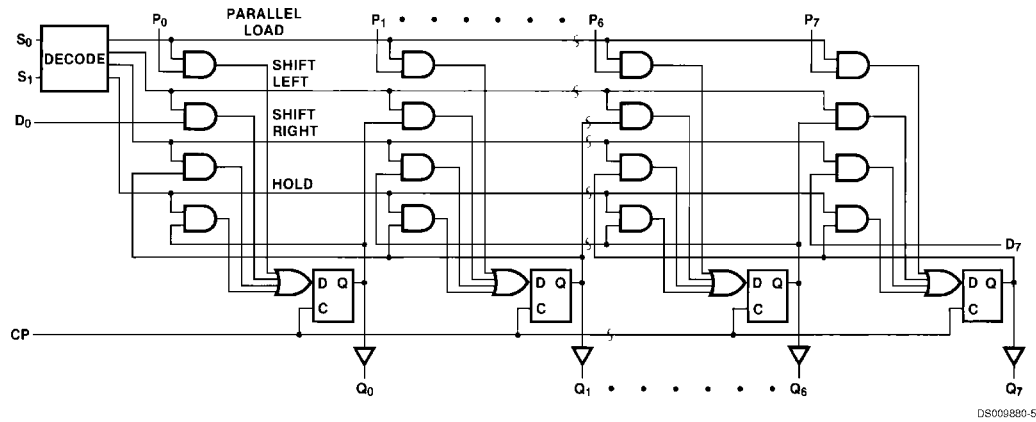 P0 PARALLEL LOAD P1 P6 P7
S0
DECODE
S1
SHIFT LEFT
D0
SHIFT RIGHT
HOLD
D7
D Q D Q D Q D Q
C C C C
CP
Q0 Q1 Q6 Q7
DS009880-5